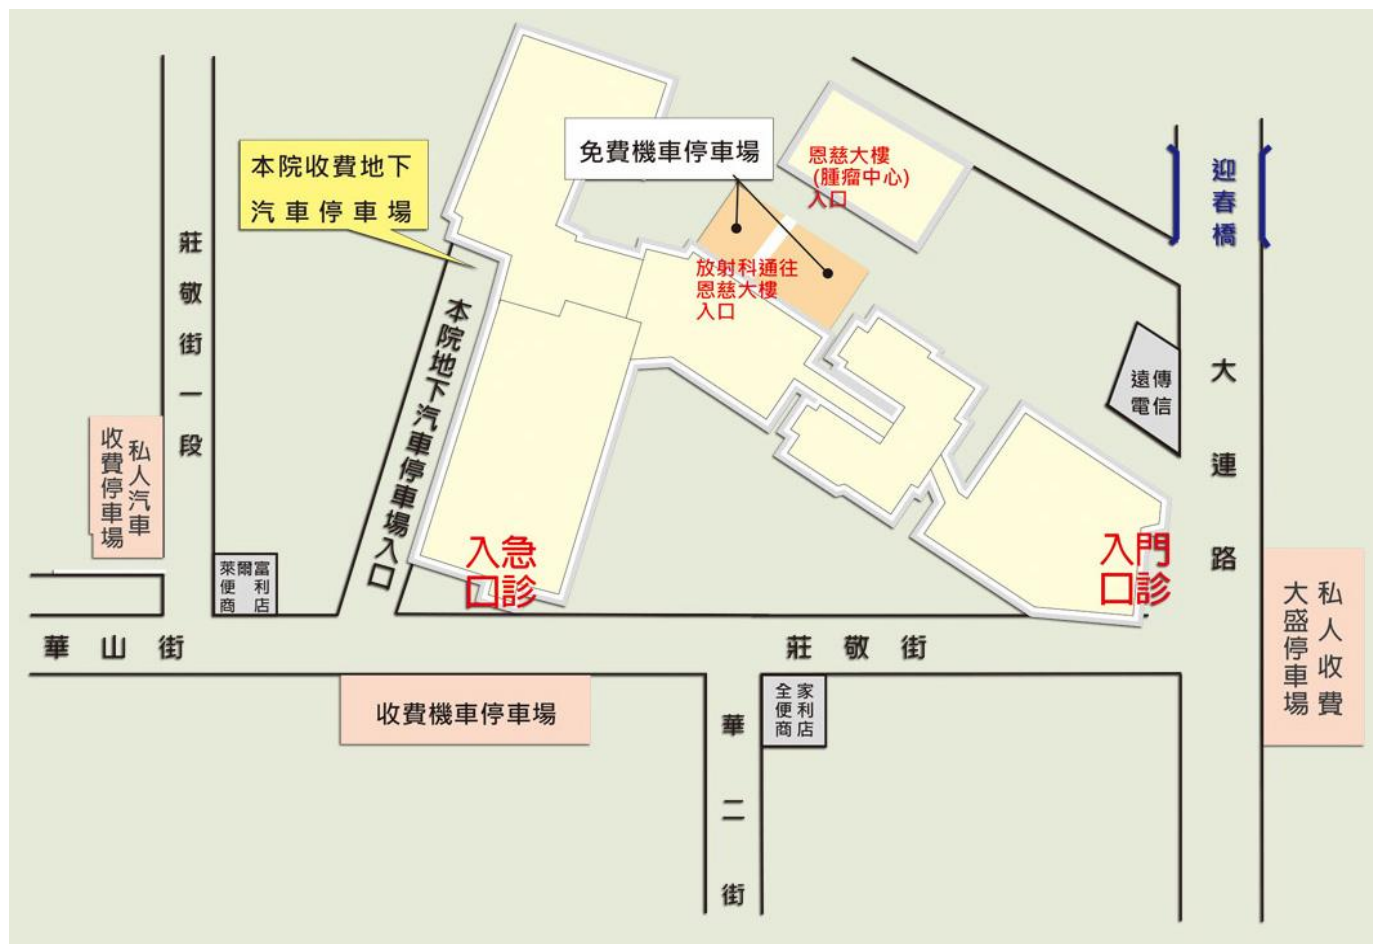 本院收費地下
汽車停車場
免費機車停車場
恩慈大樓
(腫瘤中心)
入口
迎春橋
放射科通往
恩慈大樓
入口
莊敬街一段
本院地下汽車停車場入口
大連路
遠傳
電信
私人汽車
收費停車場
急診
入口
門診
入口
萊爾富
便利
商店
私人收費
大盛停車場
華山街
莊敬街
收費機車停車場
全家
便利
商店
華二街